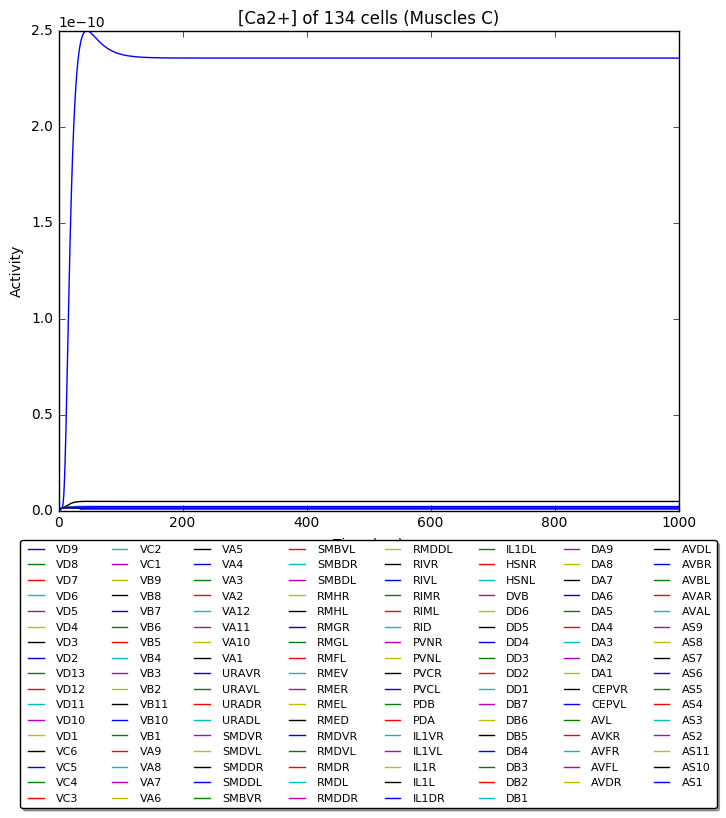 [Ca2+] of 134 cells (Muscles C)
1e−10
2.5
2.0
1.5
1.0
0.5
0.0
Activity
0 200 400 600 800 1000
VD9 VC2 VA5 SMBVL RMDDL IL1DL DA9 AVDL
VD8 VC1 VA4 SMBDR RIVR HSNR DA8 AVBR
VD7 VB9 VA3 SMBDL RIVL HSNL DA7 AVBL
VD6 VB8 VA2 RMHR RIMR DVB DA6 AVAR
VD5 VB7 VA12 RMHL RIML DD6 DA5 AVAL
VD4 VB6 VA11 RMGR RID DD5 DA4 AS9
VD3 VB5 VA10 RMGL PVNR DD4 DA3 AS8
VD2 VB4 VA1 RMFL PVNL DD3 DA2 AS7
VD13 VB3 URAVR RMEV PVCR DD2 DA1 AS6
VD12 VB2 URAVL RMER PVCL DD1 CEPVR AS5
VD11 VB11 URADR RMEL PDB DB7 CEPVL AS4
VD10 VB10 URADL RMED PDA DB6 AVL AS3
VD1 VB1 SMDVR RMDVR IL1VR DB5 AVKR AS2
VC6 VA9 SMDVL RMDVL IL1VL DB4 AVFR AS11
VC5 VA8 SMDDR RMDR IL1R DB3 AVFL AS10
VC4 VA7 SMDDL RMDL IL1L DB2 AVDR AS1
VC3 VA6 SMBVR RMDDR IL1DR DB1